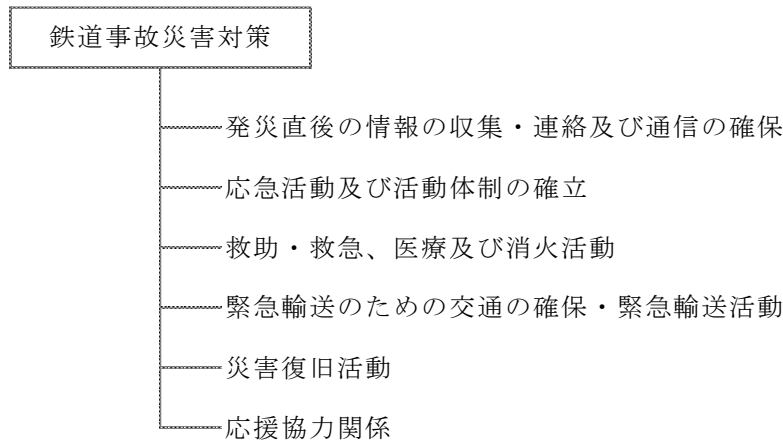 鉄道事故災害対策
発災直後の情報の収集・連絡及び通信の確保
応急活動及び活動体制の確立
救助・救急、医療及び消火活動
緊急輸送のための交通の確保・緊急輸送活動
災害復旧活動
応援協力関係